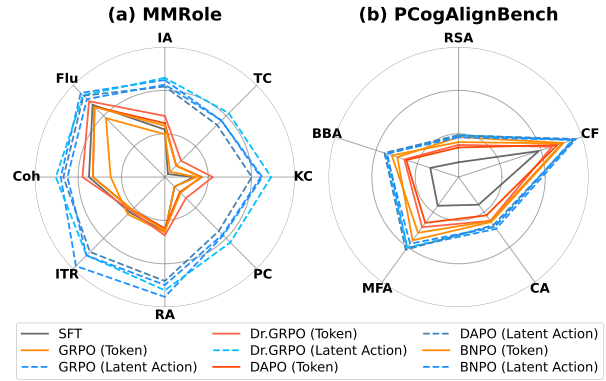 (a) MMRole
(b) PCogAlignBench
IA
TC
KC
PC
RA
ITR
Coh
Flu
RSA
CF
CA
MFA
BBA
SFT
GRPO (Token)
GRPO (Latent Action)
Dr.GRPO (Token)
Dr.GRPO (Latent Action)
DAPO (Token)
DAPO (Latent Action)
BNPO (Token)
BNPO (Latent Action)